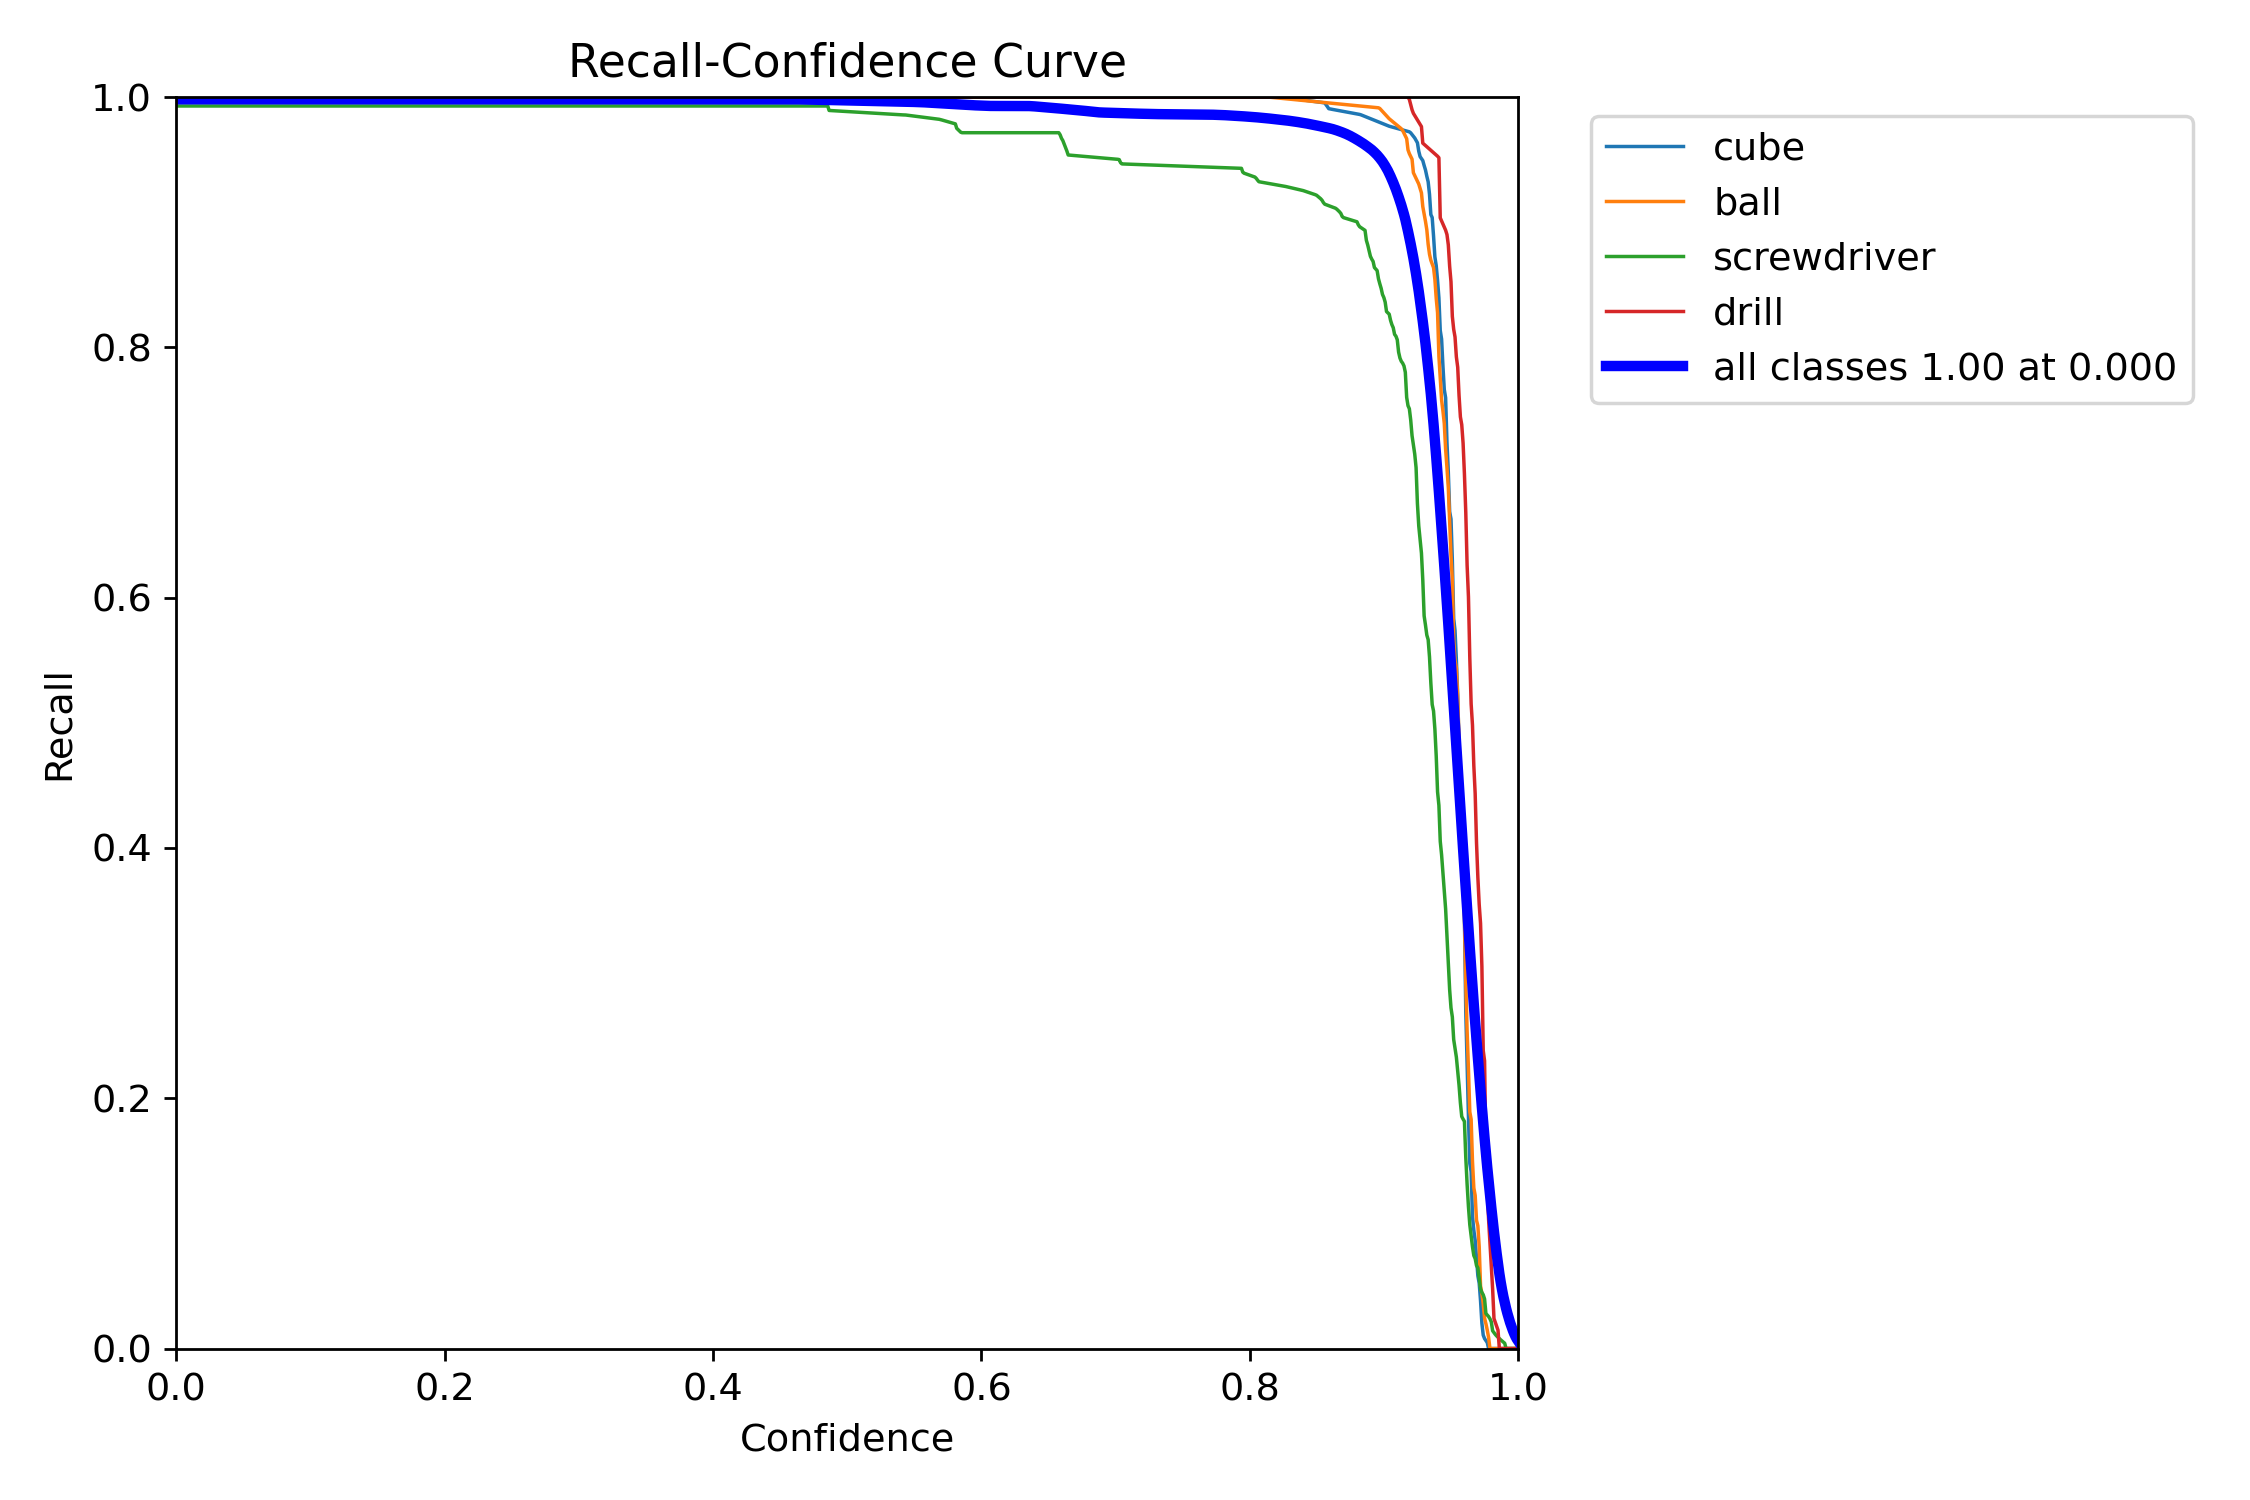 Recall-Confidence Curve
1.0
0.8
0.6
0.4
0.2
0.0
Recall
0.0 0.2 0.4 0.6 0.8 1.0
Confidence
cube
ball
screwdriver
drill
all classes 1.00 at 0.000